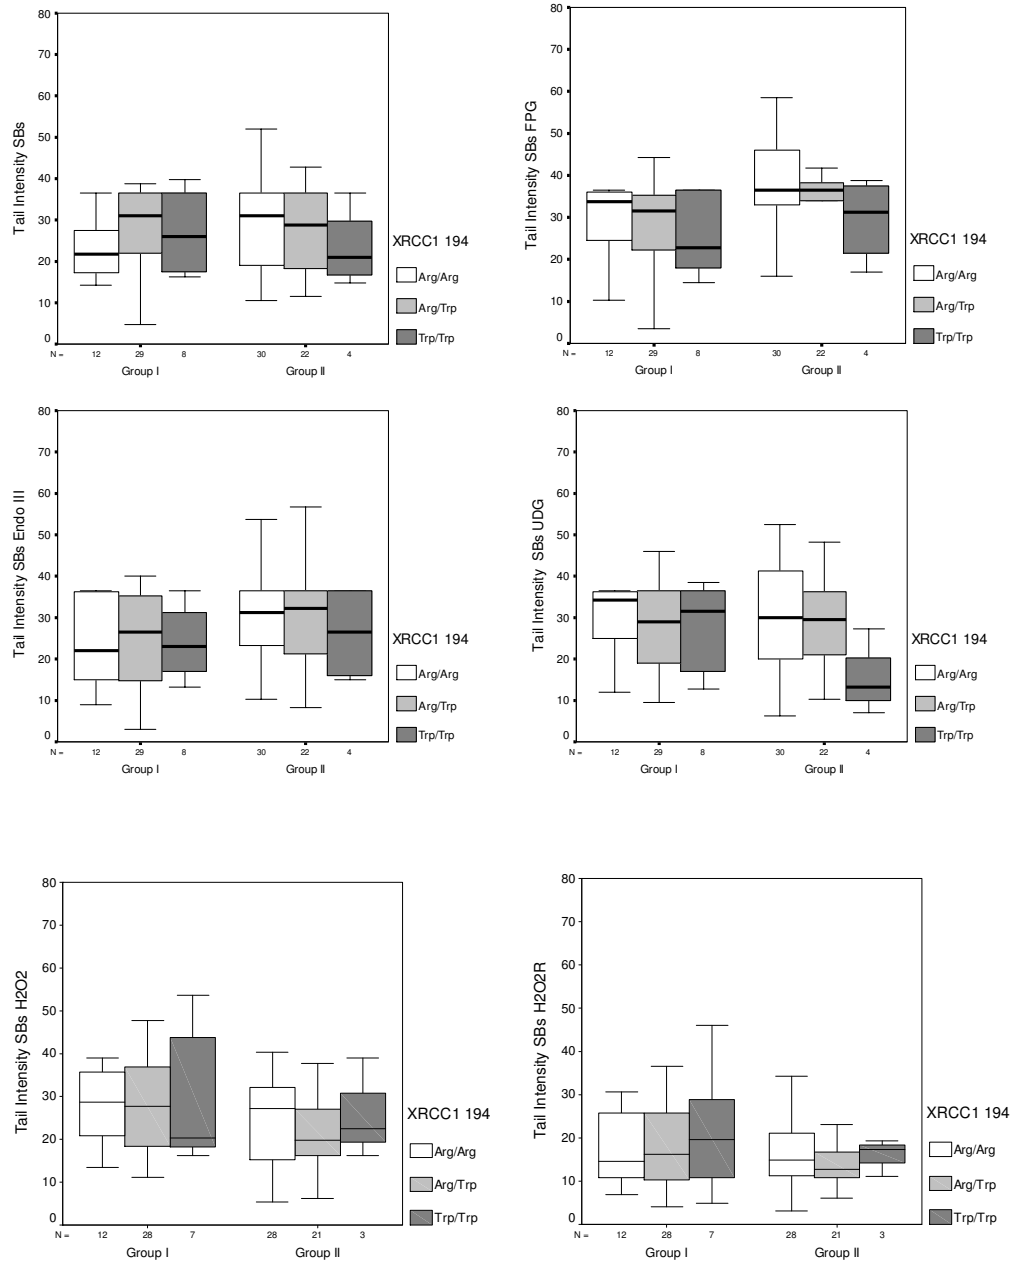 Tail Intensity SBs
80
70
60
50
40
30
20
10
0
N = 12 29 8 30 22 4
Group I Group II
XRCC1 194
Arg/Arg
Arg/Trp
Trp/Trp
Tail Intensity SBs FPG
80
70
60
50
40
30
20
10
0
N = 12 29 8 30 22 4
Group I Group II
XRCC1 194
Arg/Arg
Arg/Trp
Trp/Trp
Tail Intensity SBs Endo III
80
70
60
50
40
30
20
10
0
N = 12 29 8 30 22 4
Group I Group II
XRCC1 194
Arg/Arg
Arg/Trp
Trp/Trp
Tail Intensity SBs UDG
80
70
60
50
40
30
20
10
0
N = 12 29 8 30 22 4
Group I Group II
XRCC1 194
Arg/Arg
Arg/Trp
Trp/Trp
Tail Intensity SBs H2O2
80
70
60
50
40
30
20
10
0
N = 12 28 7 28 21 3
Group I Group II
XRCC1 194
Arg/Arg
Arg/Trp
Trp/Trp
Tail Intensity SBs H2O2R
80
70
60
50
40
30
20
10
0
N = 12 28 7 28 21 3
Group I Group II
XRCC1 194
Arg/Arg
Arg/Trp
Trp/Trp